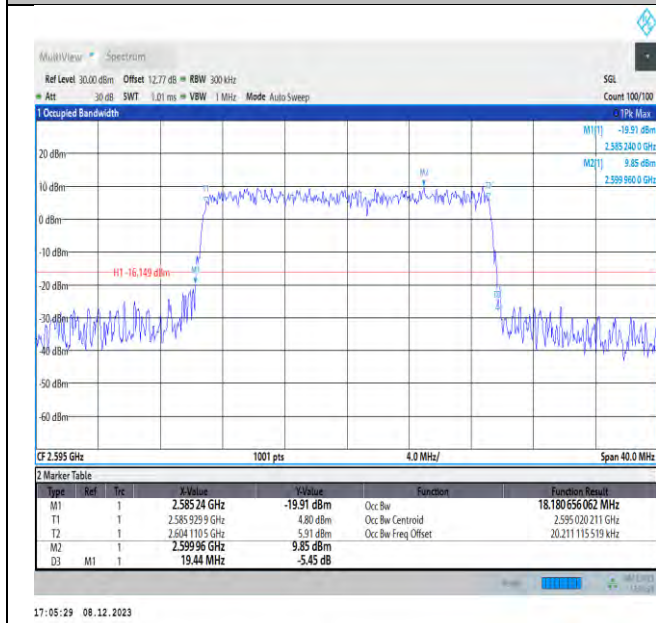 MultiView Spectrum
Ref Level 30.00 dBm Offset 12.77 dB RBW 300 kHz SGL
Att 30 dB SWT 1.01 ms VBW 1 MHz Mode Auto Sweep Count 100/100
1 Occupied Bandwidth 1Pk Max
M1[1] -19.91 dBm
2.585 240 0 GHz
M2[1] 9.85 dBm
2.599 960 0 GHz
20 dBm
M2
10 dBm
T1
0 dBm
-10 dBm
H1 -16.149 dBm
M1
-20 dBm
-30 dBm
-40 dBm
-50 dBm
-60 dBm
CF 2.595 GHz 1001 pts 4.0 MHz/ Span 40.0 MHz
2 Marker Table
Type Ref Trc X-Value Y-Value Function Function Result
M1 1 2.585 24 GHz -19.91 dBm Occ Bw 18.180 656 062 MHz
T1 1 2.585 929 9 GHz 4.80 dBm Occ Bw Centroid 2.595 020 211 GHz
T2 1 2.604 110 5 GHz 5.91 dBm Occ Bw Freq Offset 20.211 115 519 kHz
M2 1 2.599 96 GHz 9.85 dBm
D3 M1 1 19.44 MHz -5.45 dB
17:05:29 08.12.2023